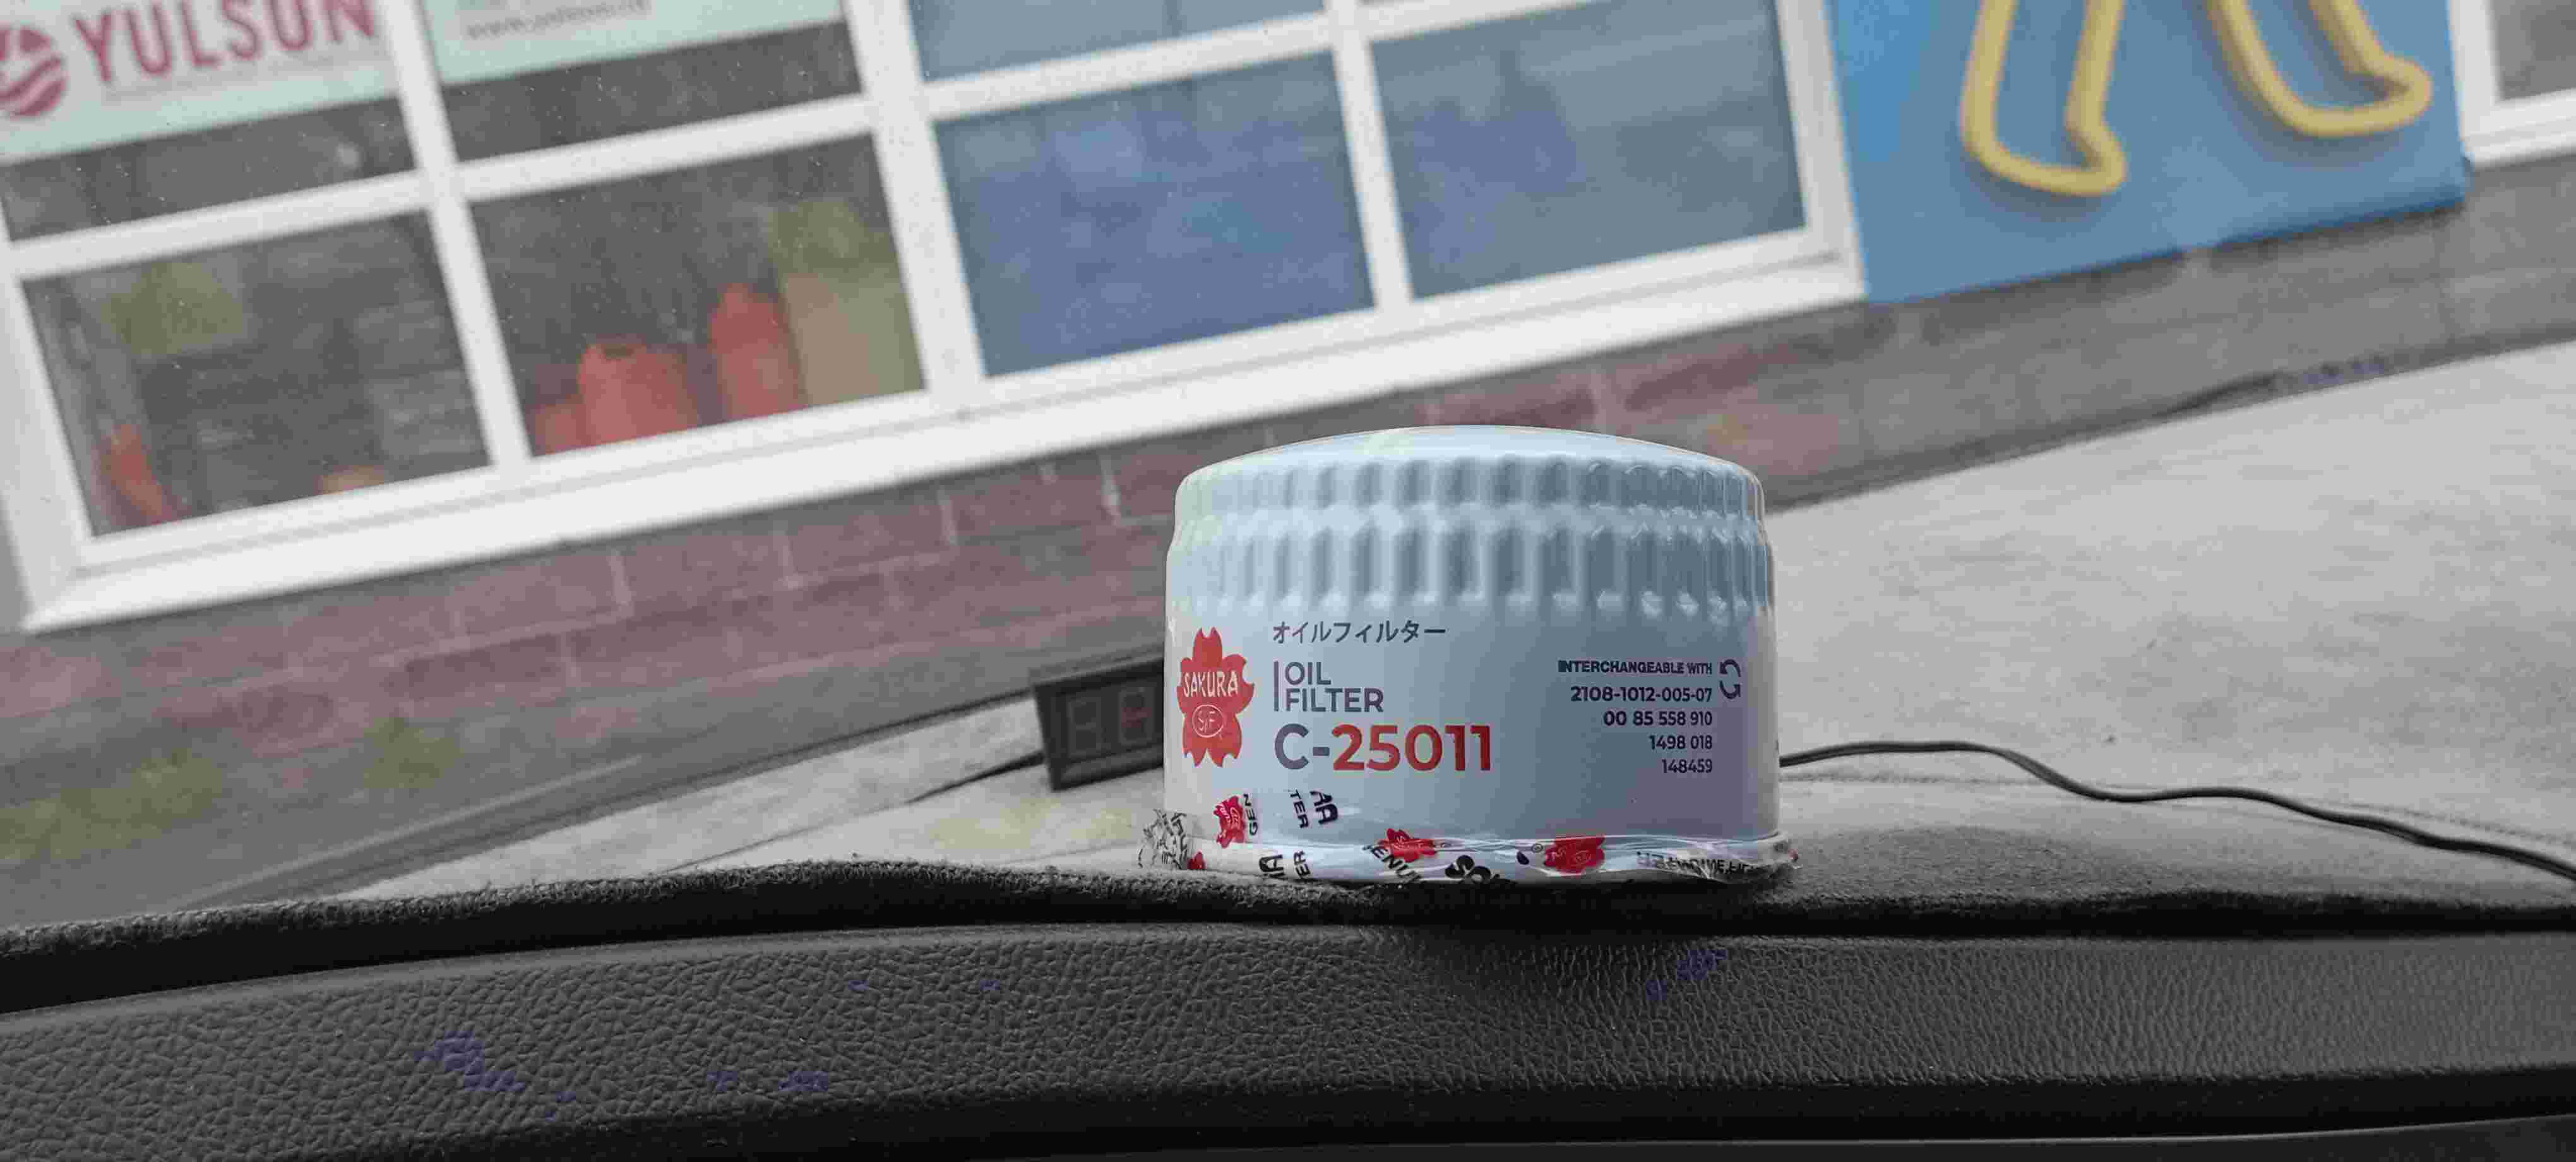 YULSUN
オイルフィルター
SAKURA
SF
OIL
FILTER
C-25011
INTERCHANGEABLE WITH
2108-1012-005-07
00 85 558 910
1498 018
148459